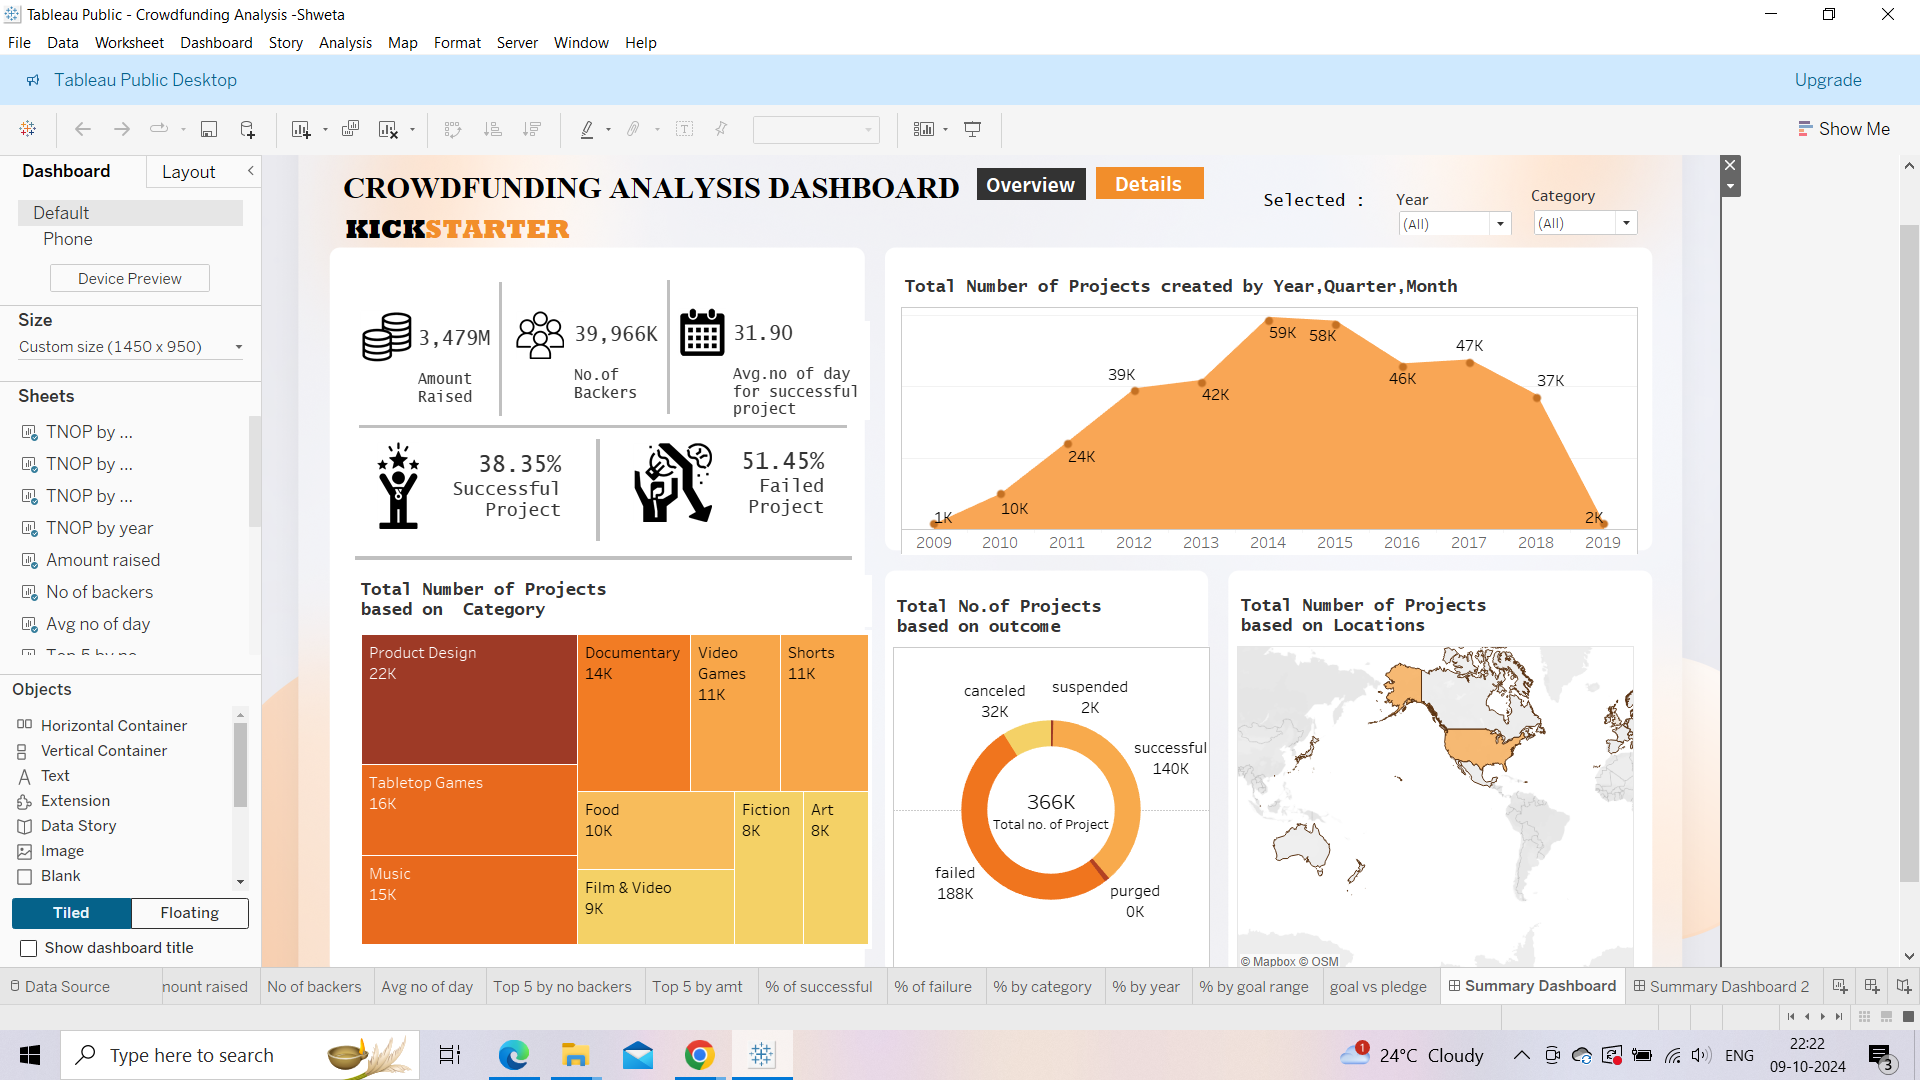 Tableau Public - Crowdfunding Analysis -Shweta
File Data Worksheet Dashboard Story Analysis Map Format Server Window Help
Tableau Public Desktop
Upgrade
Show Me
Dashboard
Layout
Default
Phone
Device Preview
Size
Custom size (1450 x 950)
Sheets
TNOP by ...
TNOP by ...
TNOP by ...
TNOP by year
Amount raised
No of backers
Avg no of day
Objects
Horizontal Container
Vertical Container
Text
Extension
Data Story
Image
Blank
Tiled
Floating
Show dashboard title
CROWDFUNDING ANALYSIS DASHBOARD
Overview
Details
KICKSTARTER
Selected :
Year
(All)
Category
(All)
3,479M
Amount
Raised
39,966K
No.of
Backers
31.90
Avg.no of day
for successful
project
38.35%
Successful
Project
51.45%
Failed
Project
Total Number of Projects created by Year,Quarter,Month
1K
10K
24K
39K
42K
59K
58K
46K
47K
37K
2K
2009 2010 2011 2012 2013 2014 2015 2016 2017 2018 2019
Total Number of Projects
based on Category
Product Design
22K
Tabletop Games
16K
Music
15K
Documentary
14K
Video
Games
11K
Shorts
11K
Food
10K
Film & Video
9K
Fiction
8K
Art
8K
Total No.of Projects
based on outcome
canceled
32K
suspended
2K
successful
140K
366K
Total no. of Project
failed
188K
purged
0K
Total Number of Projects
based on Locations
© Mapbox © OSM
Data Source
mount raised
No of backers
Avg no of day
Top 5 by no backers
Top 5 by amt
% of successful
% of failure
% by category
% by year
% by goal range
goal vs pledge
Summary Dashboard
Summary Dashboard 2
Type here to search
1
24°C Cloudy
ENG
22:22
09-10-2024
3